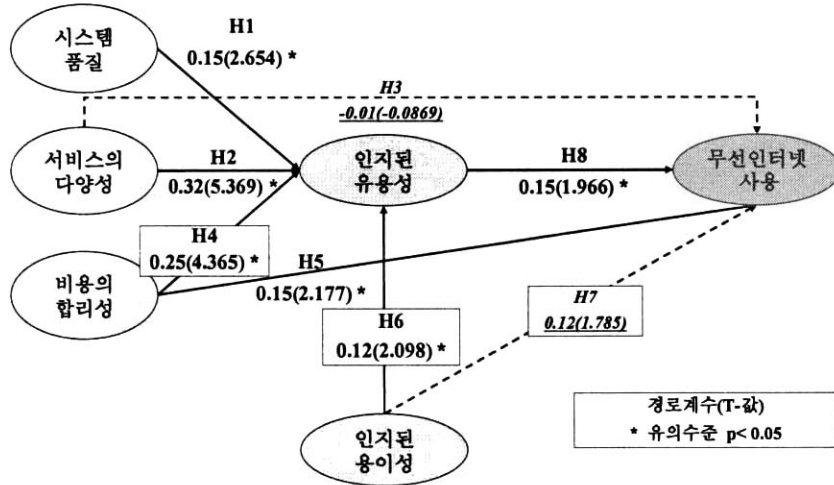 시스템
품질
H1
0.15(2.654) *
H3
-0.01(-0.0869)
서비스의
다양성
H2
0.32(5.369) *
인지된
유용성
H8
0.15(1.966) *
무선인터넷
사용
H4
0.25(4.365) *
비용의
합리성
H5
0.15(2.177) *
H6
0.12(2.098) *
H7
0.12(1.785)
인지된
용이성
경로계수(T-값)
* 유의수준 p< 0.05